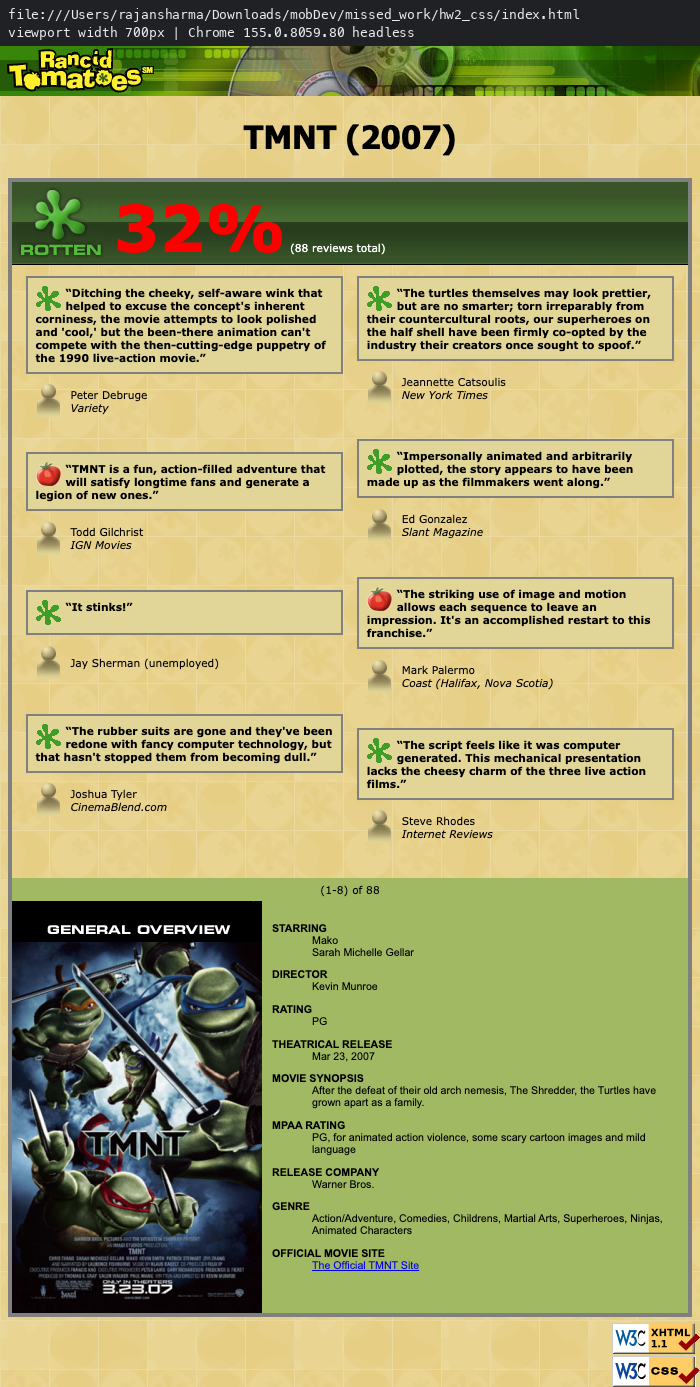 file:///Users/rajansharma/Downloads/mobDev/missed_work/hw2_css/index.html
viewport width 700px | Chrome 155.0.8059.80 headless
Rancid
Tomatoes SM
TMNT (2007)
ROTTEN
32% (88 reviews total)
“Ditching the cheeky, self-aware wink that
helped to excuse the concept's inherent
corniness, the movie attempts to look polished
and 'cool,' but the been-there animation can't
compete with the then-cutting-edge puppetry of
the 1990 live-action movie.”
Peter Debruge
Variety
“TMNT is a fun, action-filled adventure that
will satisfy longtime fans and generate a
legion of new ones.”
Todd Gilchrist
IGN Movies
“It stinks!”
Jay Sherman (unemployed)
“The rubber suits are gone and they've been
redone with fancy computer technology, but
that hasn't stopped them from becoming dull.”
Joshua Tyler
CinemaBlend.com
“The turtles themselves may look prettier,
but are no smarter; torn irreparably from
their countercultural roots, our superheroes on
the half shell have been firmly co-opted by the
industry their creators once sought to spoof.”
Jeannette Catsoulis
New York Times
“Impersonally animated and arbitrarily
plotted, the story appears to have been
made up as the filmmakers went along.”
Ed Gonzalez
Slant Magazine
“The striking use of image and motion
allows each sequence to leave an
impression. It's an accomplished restart to this
franchise.”
Mark Palermo
Coast (Halifax, Nova Scotia)
“The script feels like it was computer
generated. This mechanical presentation
lacks the cheesy charm of the three live action
films.”
Steve Rhodes
Internet Reviews
(1-8) of 88
GENERAL OVERVIEW
TMNT
TMNT
ONLY IN THEATRES
3.23.07
STARRING
Mako
Sarah Michelle Gellar
DIRECTOR
Kevin Munroe
RATING
PG
THEATRICAL RELEASE
Mar 23, 2007
MOVIE SYNOPSIS
After the defeat of their old arch nemesis, The Shredder, the Turtles have
grown apart as a family.
MPAA RATING
PG, for animated action violence, some scary cartoon images and mild
language
RELEASE COMPANY
Warner Bros.
GENRE
Action/Adventure, Comedies, Childrens, Martial Arts, Superheroes, Ninjas,
Animated Characters
OFFICIAL MOVIE SITE
The Official TMNT Site
W3C XHTML 1.1
W3C css